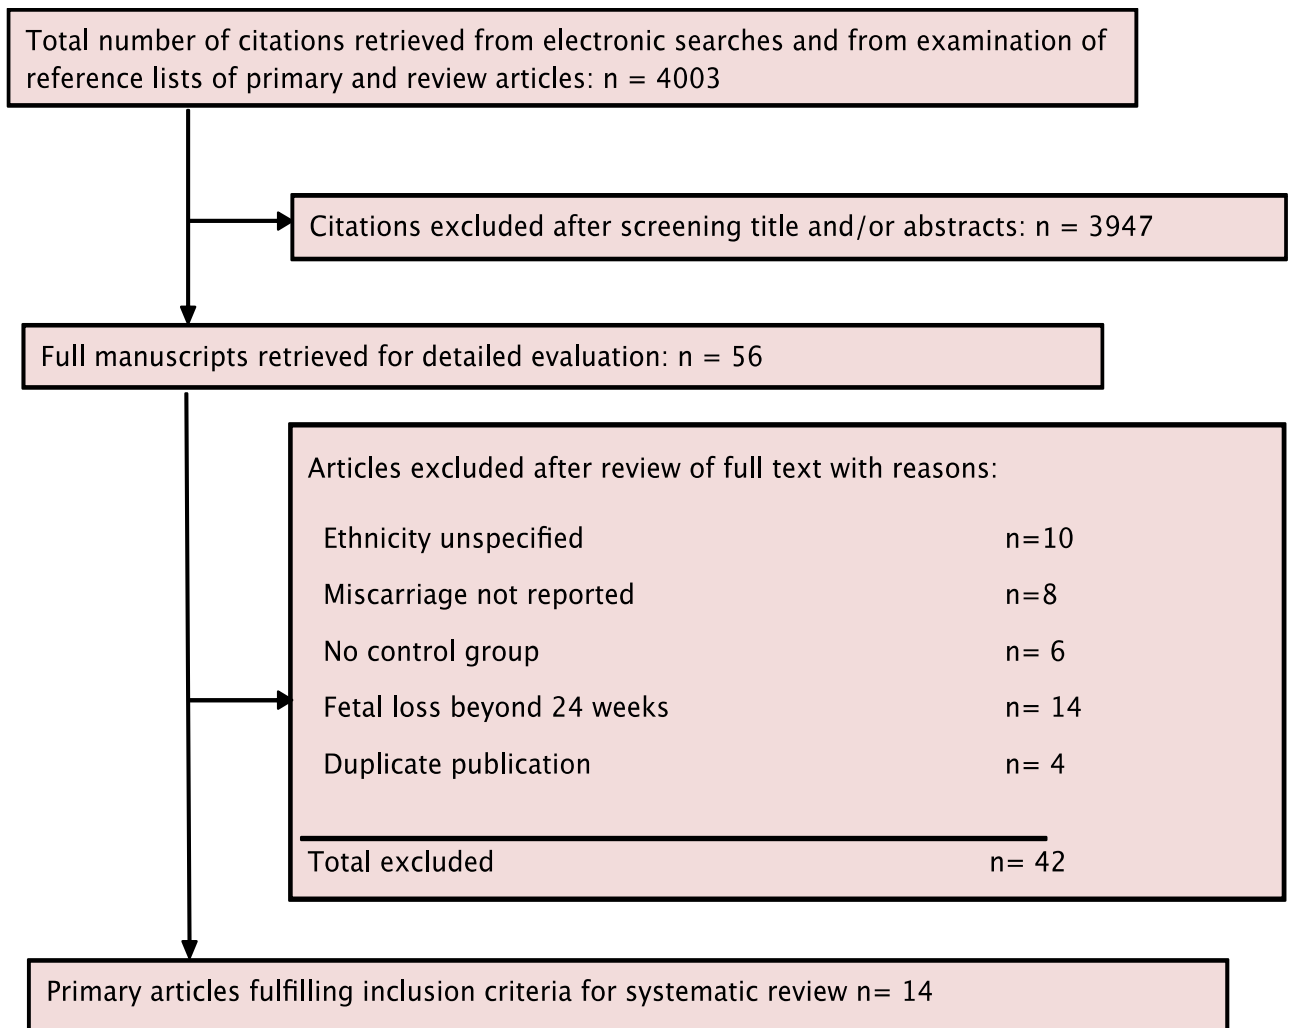 Total number of citations retrieved from electronic searches and from examination of
reference lists of primary and review articles: n = 4003
Citations excluded after screening title and/or abstracts: n = 3947
Full manuscripts retrieved for detailed evaluation: n = 56
Articles excluded after review of full text with reasons:
Ethnicity unspecified n=10
Miscarriage not reported n=8
No control group n= 6
Fetal loss beyond 24 weeks n= 14
Duplicate publication n= 4
Total excluded n= 42
Primary articles fulfilling inclusion criteria for systematic review n= 14